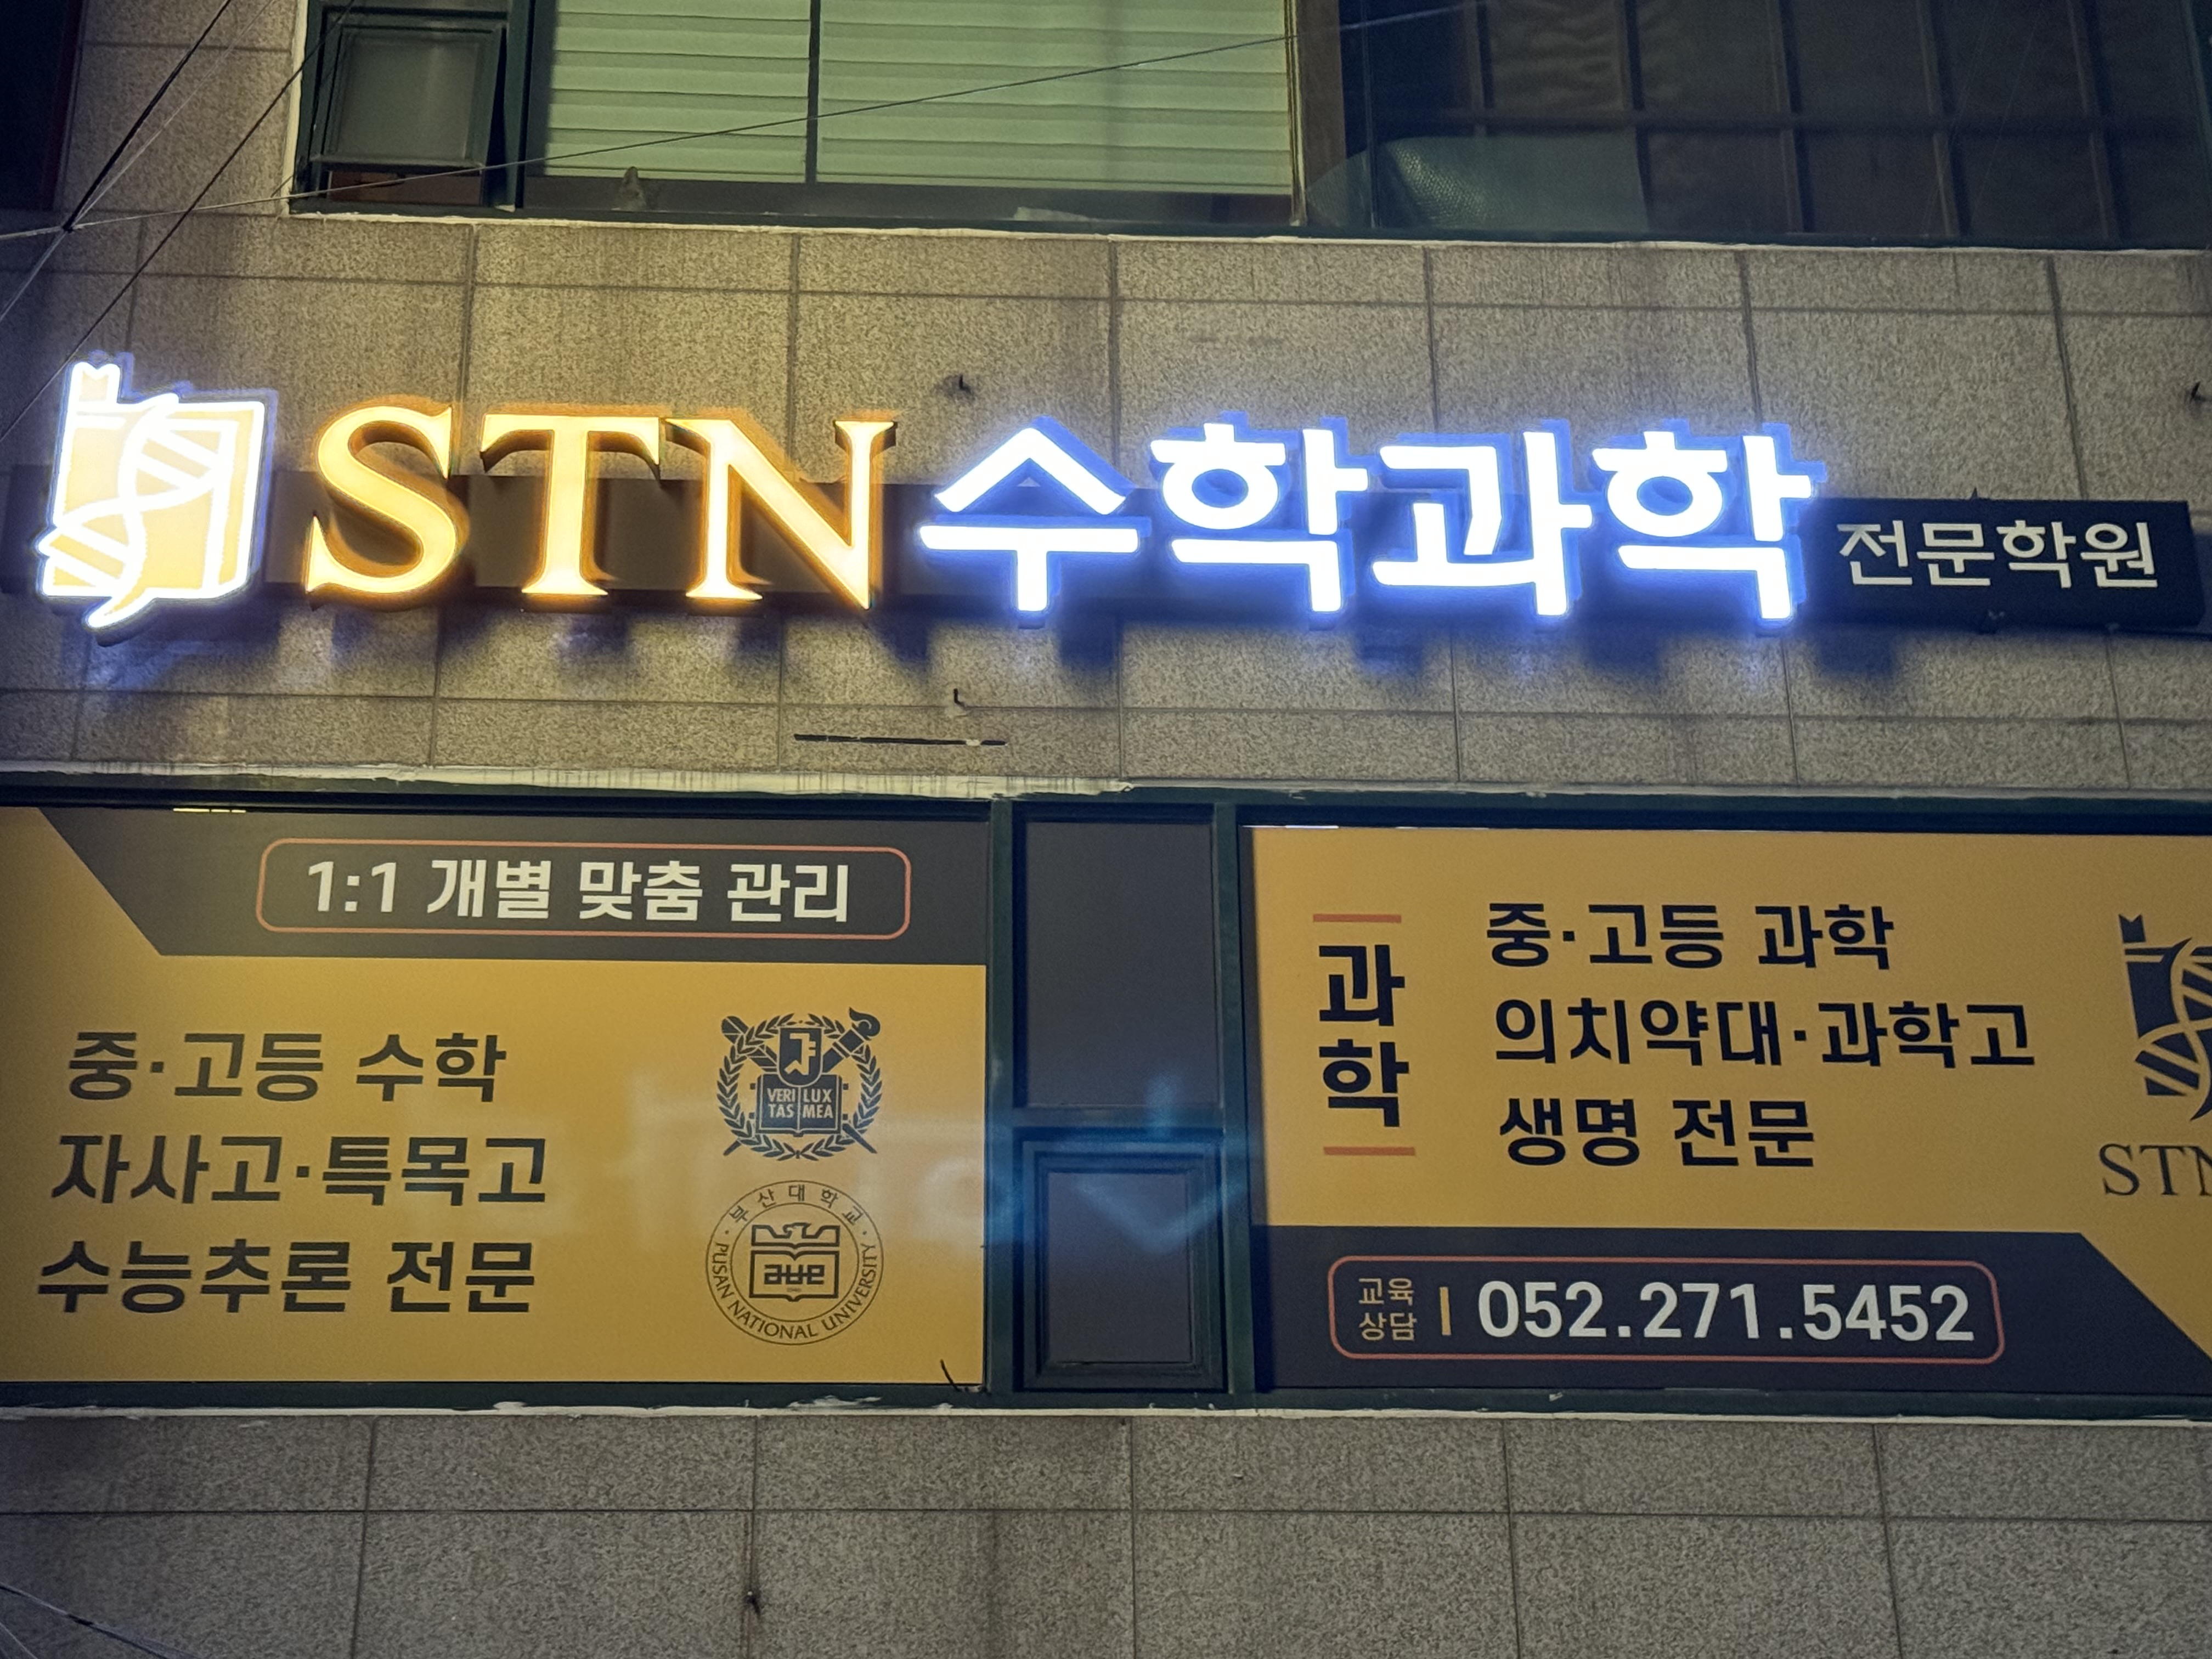 STN수학과학 전문학원
1:1 개별 맞춤 관리
중·고등 수학
자사고·특목고
수능추론 전문
VERI LUX
TAS MEA
부산대학교
PUSAN NATIONAL UNIVERSITY
과학
중·고등 과학
의치약대·과학고
생명 전문
STN
교육
상담
052.271.5452